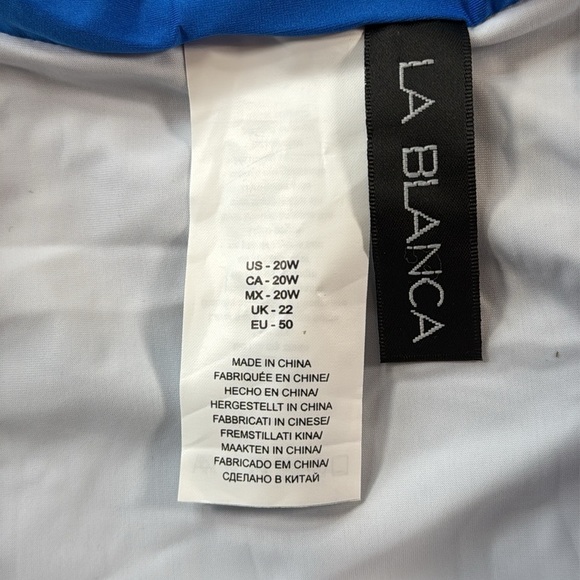 LA BLANCA
US - 20W
CA - 20W
MX - 20W
UK - 22
EU - 50
MADE IN CHINA
FABRIQUÉE EN CHINE/
HECHO EN CHINA/
HERGESTELLT IN CHINA
FABBRICATI IN CINESE/
FREMSTILLATI KINA/
MAAKTEN IN CHINA/
FABRICADO EM CHINA/
СДЕЛАНО В КИТАЙ